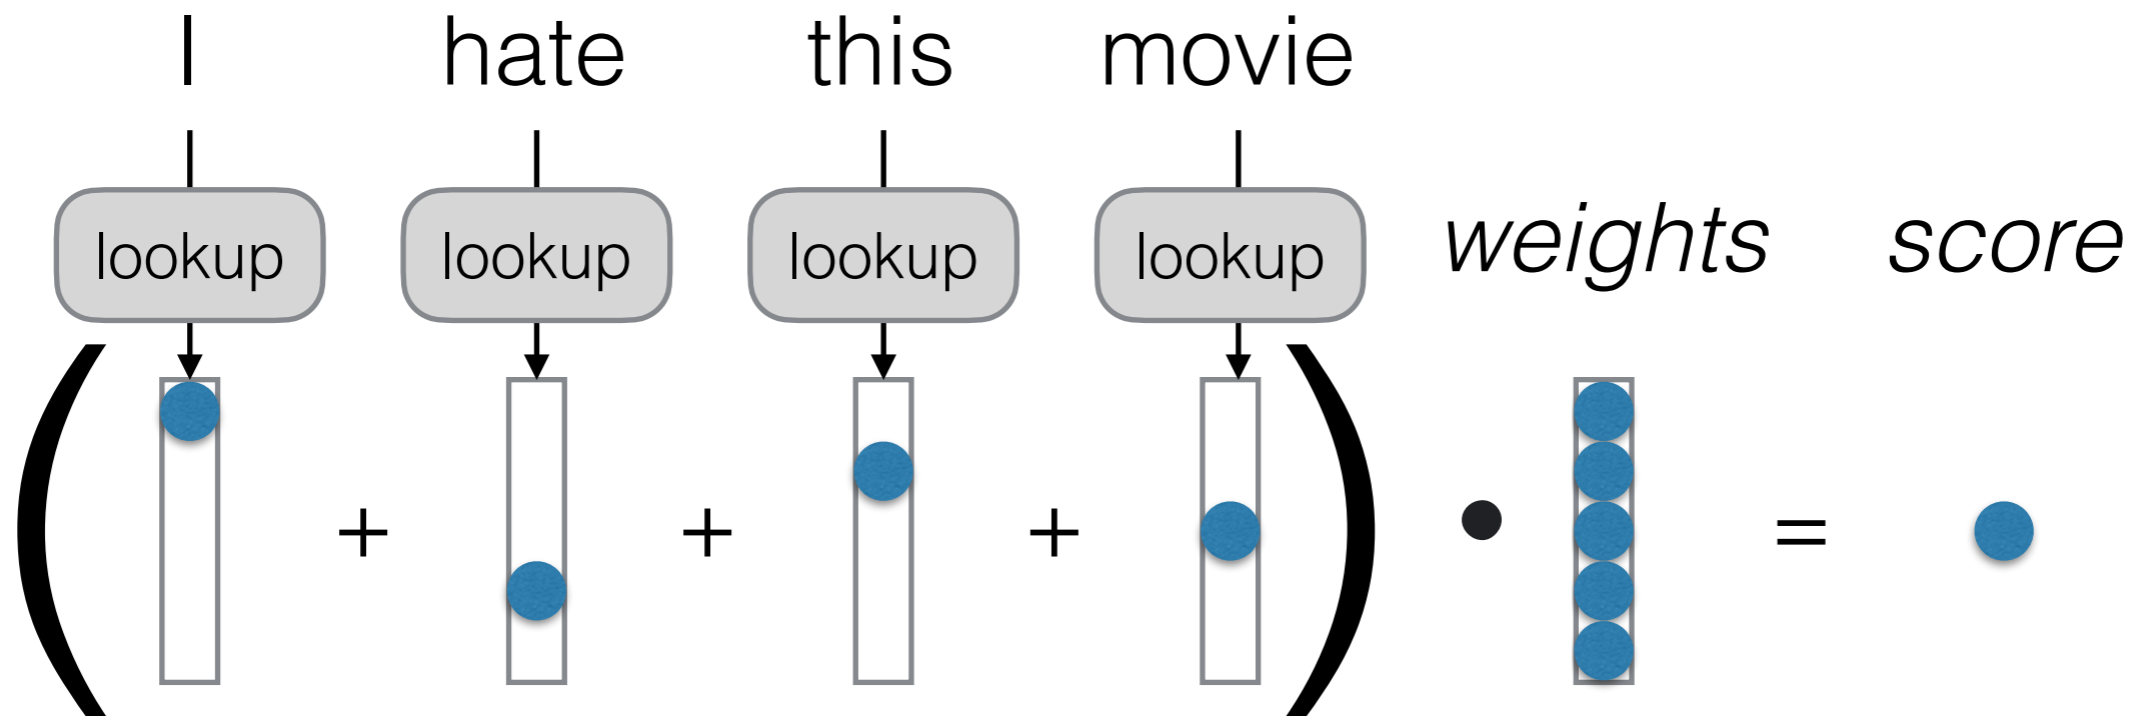 I hate this movie
lookup lookup lookup lookup weights score
( + + + ) • =